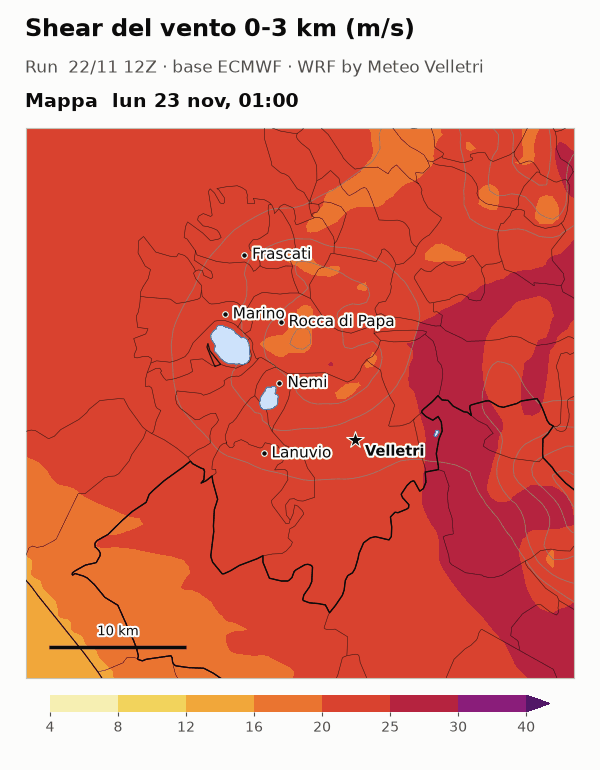 Shear del vento 0-3 km (m/s)
Run  22/11 12Z · base ECMWF · WRF by Meteo Velletri
Mappa  lun 23 nov, 01:00
Frascati
Marino
Rocca di Papa
Nemi
Velletri
Lanuvio
10 km
4 8 12 16 20 25 30 40